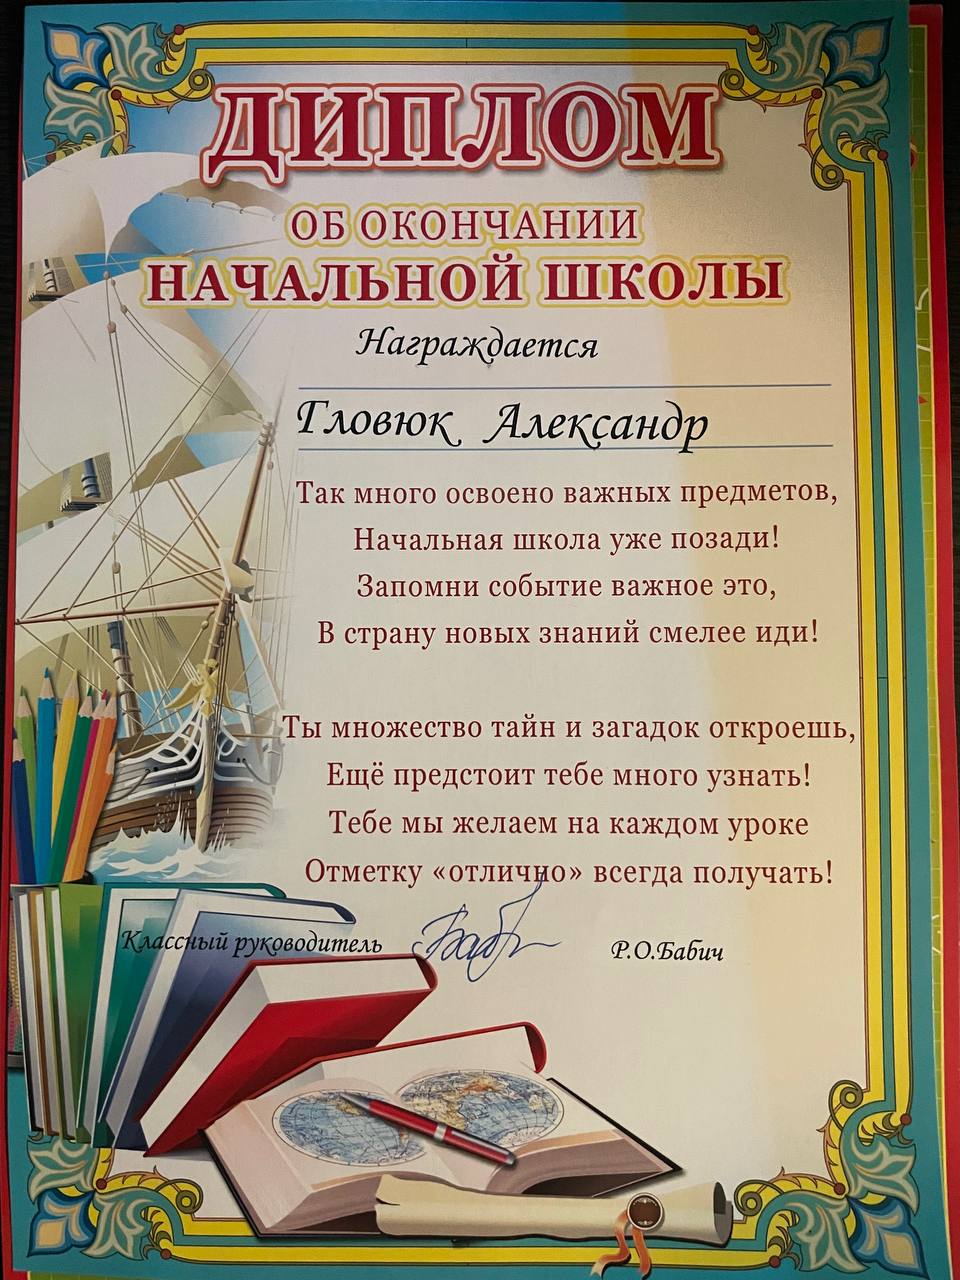 ДИПЛОМ
ОБ ОКОНЧАНИИ
НАЧАЛЬНОЙ ШКОЛЫ
Награждается
Гловюк Александр
Так много освоено важных предметов,
Начальная школа уже позади!
Запомни событие важное это,
В страну новых знаний смелее иди!
Ты множество тайн и загадок откроешь,
Ещё предстоит тебе много узнать!
Тебе мы желаем на каждом уроке
Отметку «отлично» всегда получать!
Классный руководитель Р.О.Бабич